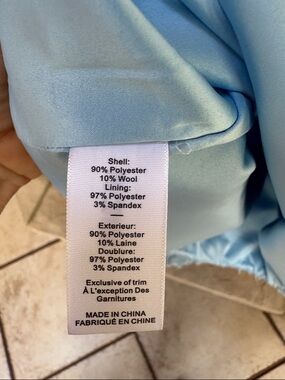 Shell:
90% Polyester
10% Wool
Lining:
97% Polyester
3% Spandex
—
Exterieur:
90% Polyester
10% Laine
Doublure:
97% Polyester
3% Spandex
Exclusive of trim
À L'exception Des
Garnitures
MADE IN CHINA
FABRIQUÉ EN CHINE